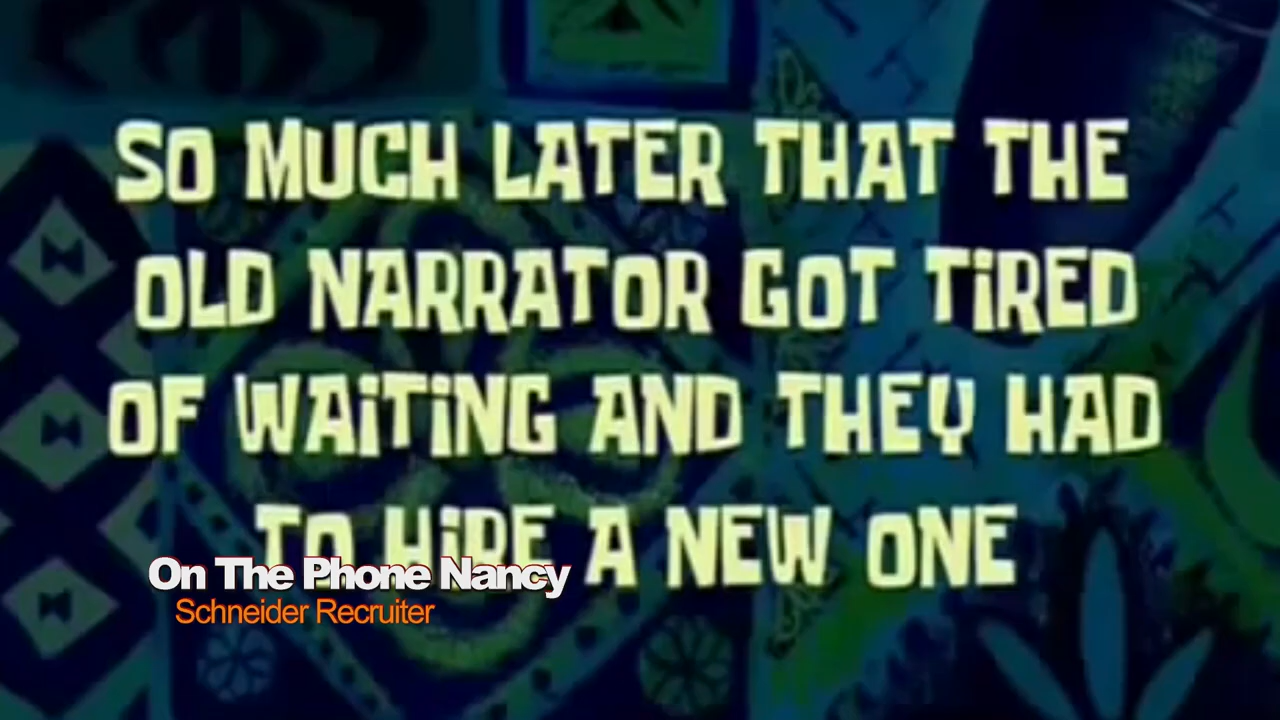 SO MUCH LATER THAT THE
OLD NARRATOR GOT TiRED
OF WAiTiNG AND THEY HAD
TO HiRE A NEW ONE
On The Phone Nancy
Schneider Recruiter